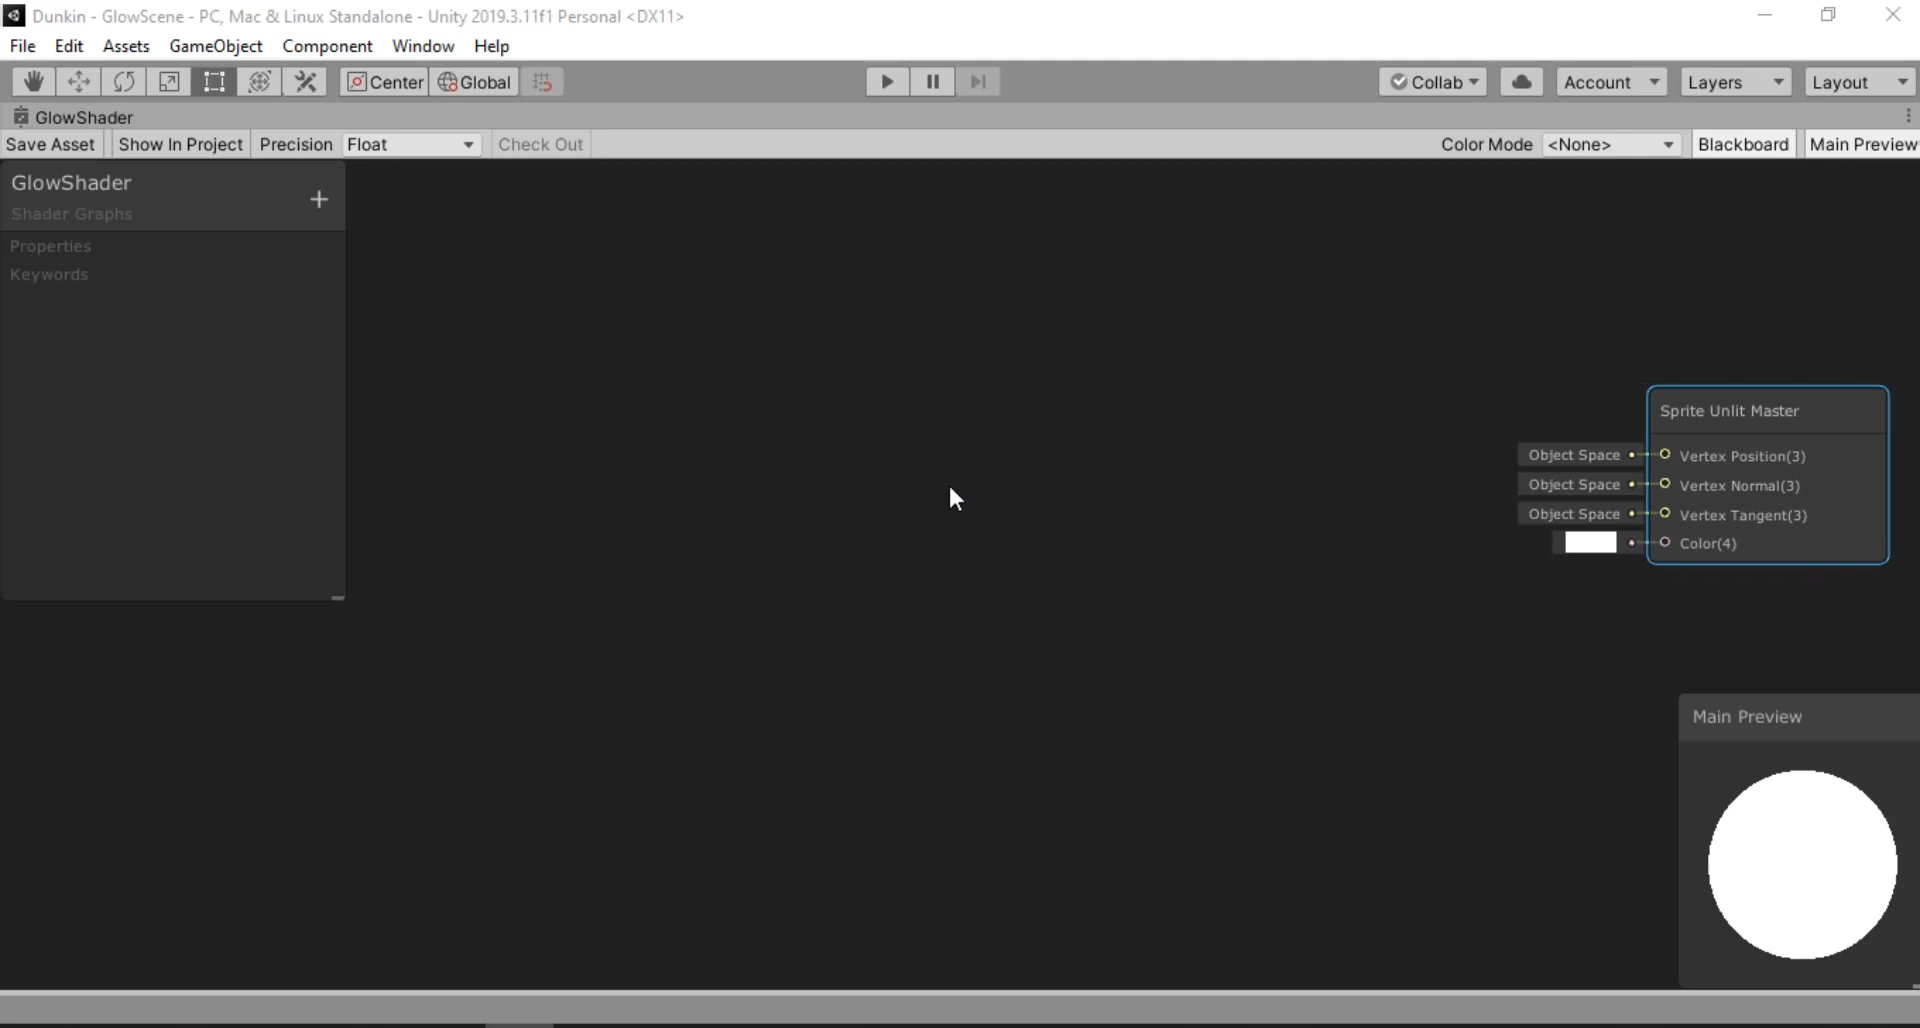 Dunkin - GlowScene - PC, Mac & Linux Standalone - Unity 2019.3.11f1 Personal <DX11>
File Edit Assets GameObject Component Window Help
Center Global Collab Account Layers Layout
GlowShader
Save Asset Show In Project Precision Float Check Out Color Mode <None> Blackboard Main Preview
GlowShader
Shader Graphs
Properties
Keywords
Sprite Unlit Master
Object Space Vertex Position(3)
Object Space Vertex Normal(3)
Object Space Vertex Tangent(3)
Color(4)
Main Preview